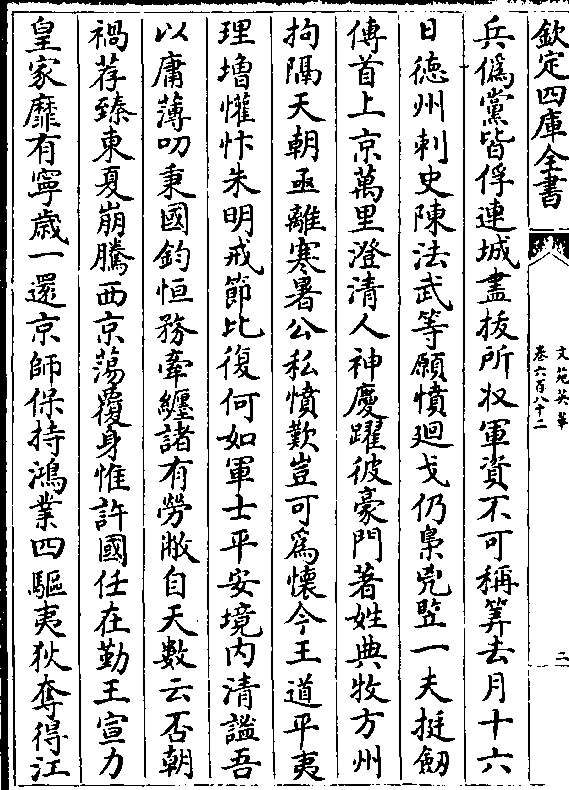 欽定四庫全書
文苑英華
卷六百八十二
二
兵偽黨皆俘連城盡拔所收軍資不可稱筭去月十六
日德州刺史陳法武等願憤廻戈仍梟兇豎一夫挺劔
傳首上京萬里澄清人神慶躍彼豪門著姓典牧方州
拘隔天朝亟離寒暑公私憤歎豈可為懷今王道平夷
理增懽忭朱明戒節比復何如軍士平安境内清謐吾
以庸薄叨秉國鈞恒務牽纏諸有勞敝自天數云否朝
禍荐臻東夏崩騰西京蕩覆身惟許國任在勤王宣力
皇家靡有寧歳一還京師保持鴻業四驅夷狄奪得江